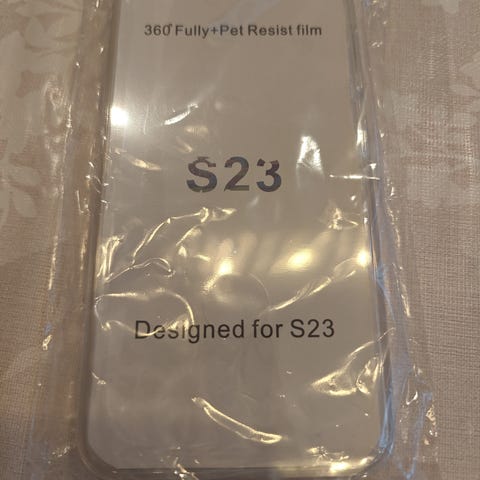 360°Fully+Pet Resist film
S23
Designed for S23